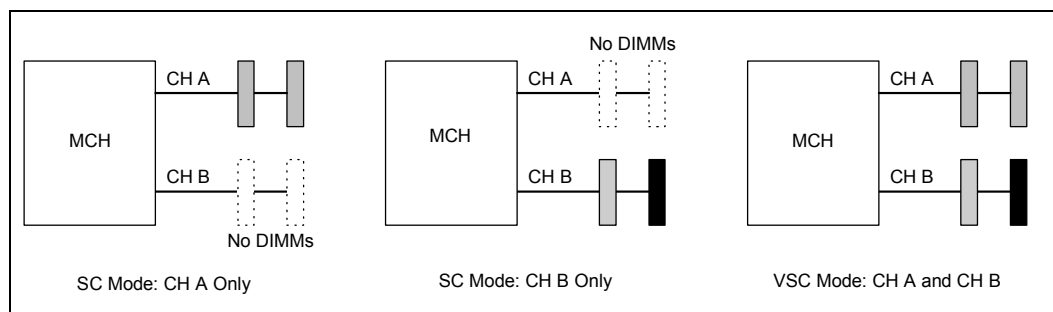 CH A
MCH
CH B
No DIMMs
SC Mode: CH A Only
No DIMMs
CH A
MCH
CH B
SC Mode: CH B Only
CH A
MCH
CH B
VSC Mode: CH A and CH B